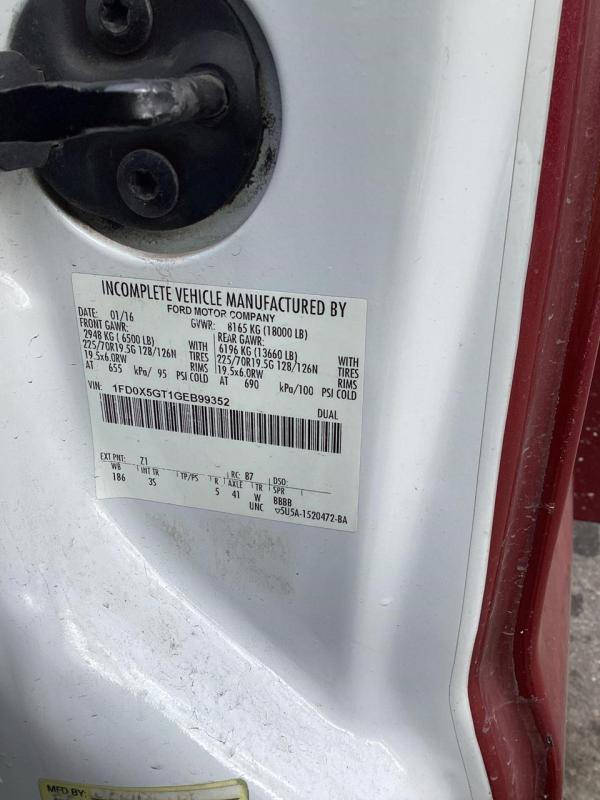 INCOMPLETE VEHICLE MANUFACTURED BY
FORD MOTOR COMPANY
DATE: 01/16 GVWR: 8165 KG (18000 LB)
FRONT GAWR: REAR GAWR:
2948 KG (6500 LB) WITH 6196 KG (13660 LB) WITH
225/70R19.5G 128/126N TIRES 225/70R19.5G 128/126N TIRES
19.5x6.0RW RIMS 19.5x6.0RW RIMS
AT 655 kPa/ 95 PSI COLD AT 690 kPa/100 PSI COLD
VIN: 1FD0X5GT1GEB99352
DUAL
EXT PNT: Z1 RC: B7 DSO:
WB INT TR TP/PS R AXLE TR SPR
186 3S 5 41 W BBBB
UNC 5U5A-1520472-BA
MFD BY: